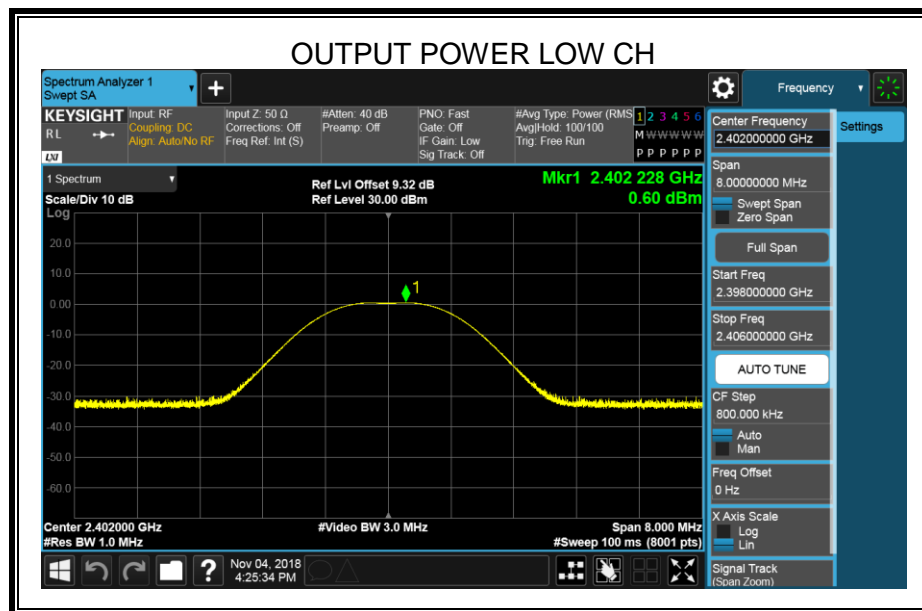 OUTPUT POWER LOW CH
Spectrum Analyzer 1
Swept SA
+
Frequency
KEYSIGHT
RL
LXI
Input: RF
Coupling: DC
Align: Auto/No RF
Input Z: 50 Ω
Corrections: Off
Freq Ref: Int (S)
#Atten: 40 dB
Preamp: Off
PNO: Fast
Gate: Off
IF Gain: Low
Sig Track: Off
#Avg Type: Power (RMS
Avg|Hold: 100/100
Trig: Free Run
1 2 3 4 5 6
M W W W W W
P P P P P P
1 Spectrum
Scale/Div 10 dB
Log
Ref Lvl Offset 9.32 dB
Ref Level 30.00 dBm
Mkr1 2.402 228 GHz
0.60 dBm
20.0
10.0
0.00
-10.0
-20.0
-30.0
-40.0
-50.0
-60.0
1
Center 2.402000 GHz
#Res BW 1.0 MHz
#Video BW 3.0 MHz
Span 8.000 MHz
#Sweep 100 ms (8001 pts)
Center Frequency
2.402000000 GHz
Span
8.00000000 MHz
Swept Span
Zero Span
Full Span
Start Freq
2.398000000 GHz
Stop Freq
2.406000000 GHz
AUTO TUNE
CF Step
800.000 kHz
Auto
Man
Freq Offset
0 Hz
X Axis Scale
Log
Lin
Signal Track
(Span Zoom)
Settings
?
Nov 04, 2018
4:25:34 PM